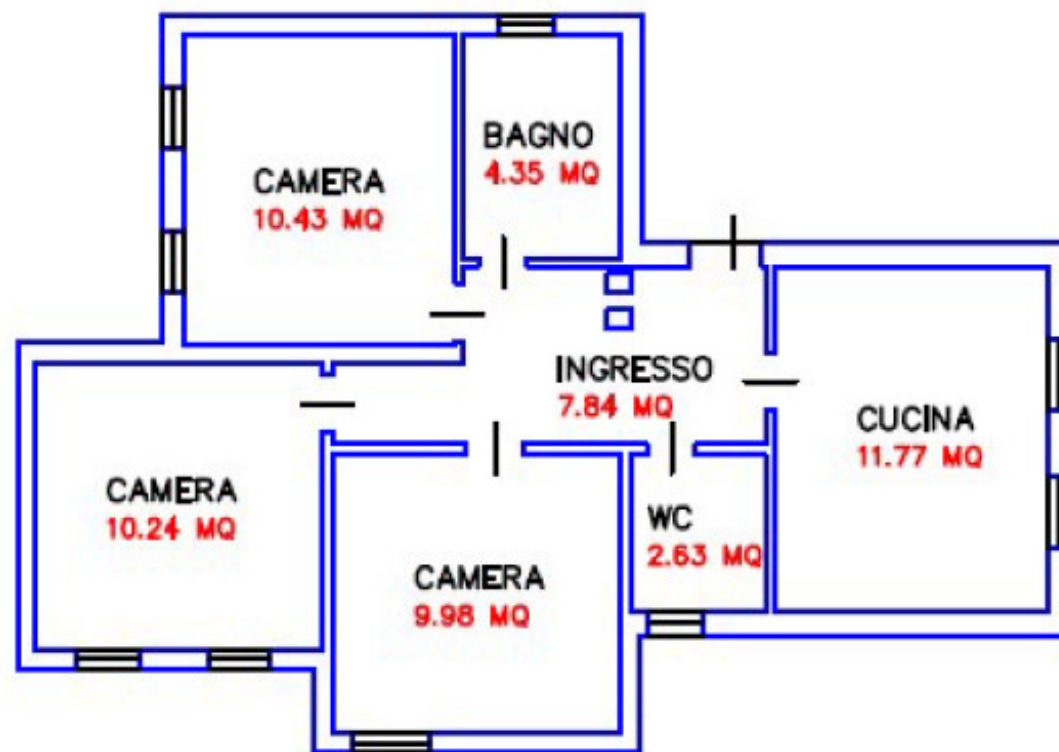 BAGNO
4.35 MQ
CAMERA
10.43 MQ
INGRESSO
7.84 MQ
CUCINA
11.77 MQ
CAMERA
10.24 MQ
WC
2.63 MQ
CAMERA
9.98 MQ